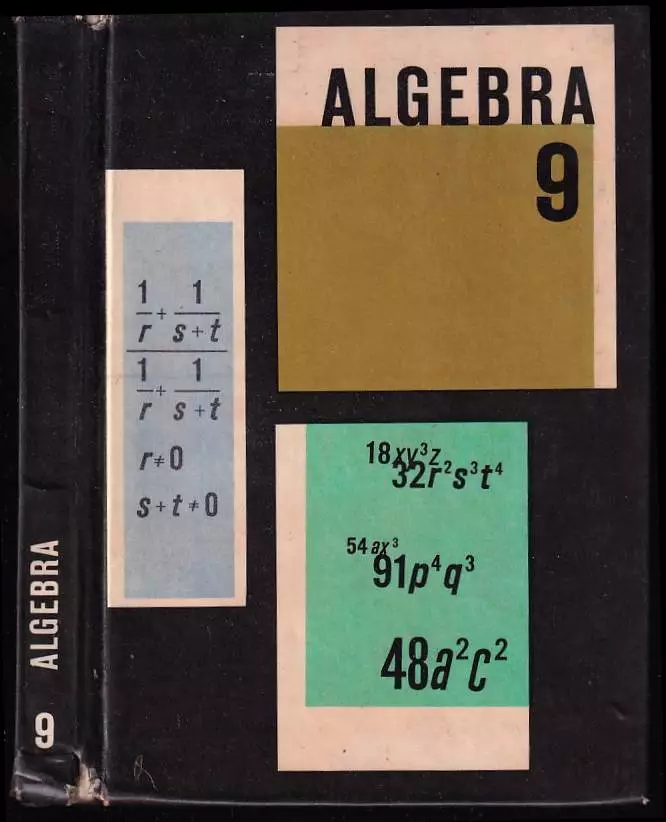 ALGEBRA
9
1/r + 1/(s+t)
1/r + 1/(s+t)
r≠0
s+t≠0
18xy³z
32r²s³t⁴
54ax³
91p⁴q³
48a²c²
ALGEBRA
9